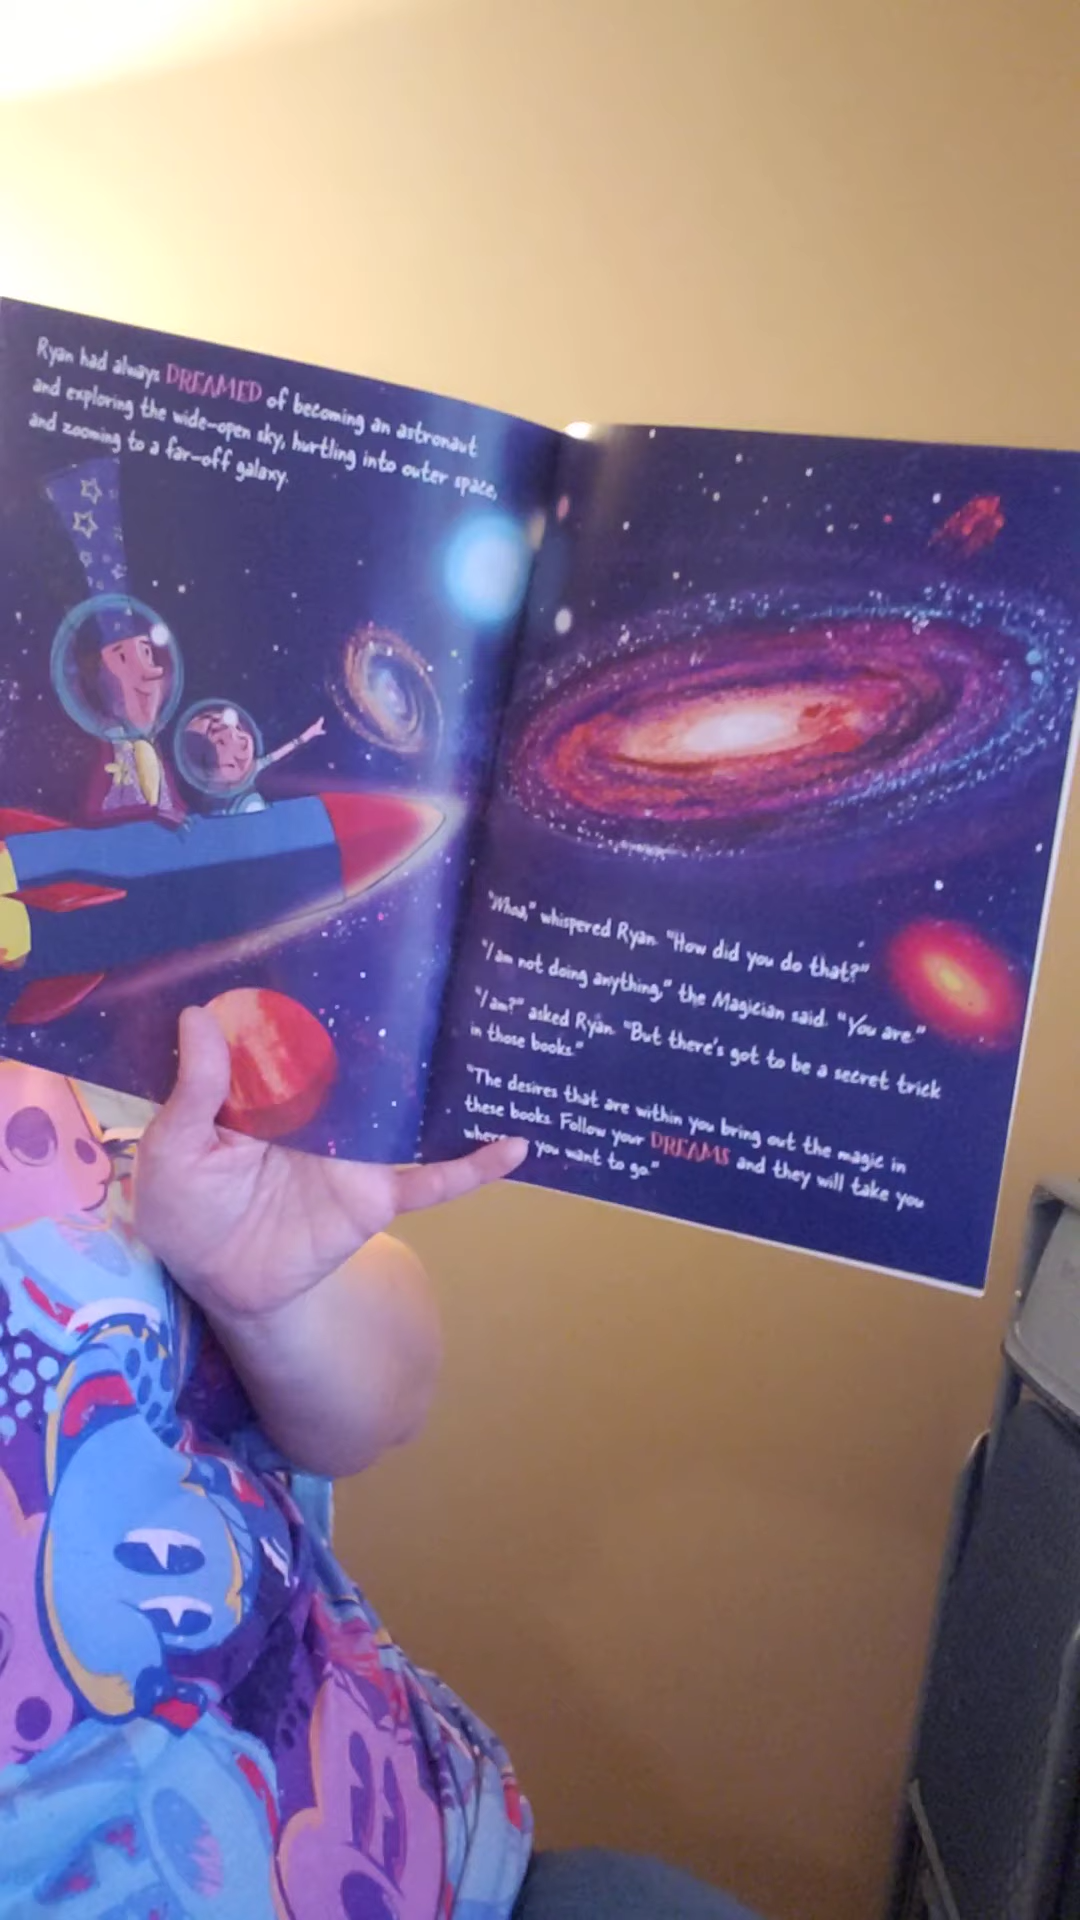 Ryan had always DREAMED of becoming an astronaut
and exploring the wide-open sky, hurtling into outer space,
and zooming to a far-off galaxy.
"Whoa," whispered Ryan. "How did you do that?"
"I am not doing anything," the Magician said. "You are."
"I am?" asked Ryan. "But there's got to be a secret trick
in those books."
"The desires that are within you bring out the magic in
these books. Follow your DREAMS and they will take you
you want to go."